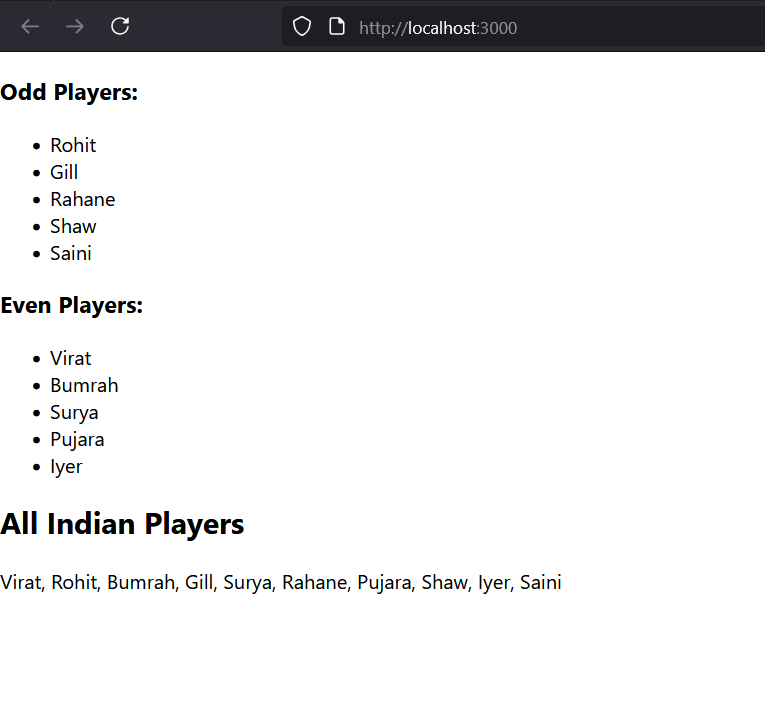 http://localhost:3000
Odd Players:
Rohit
Gill
Rahane
Shaw
Saini
Even Players:
Virat
Bumrah
Surya
Pujara
Iyer
All Indian Players
Virat, Rohit, Bumrah, Gill, Surya, Rahane, Pujara, Shaw, Iyer, Saini